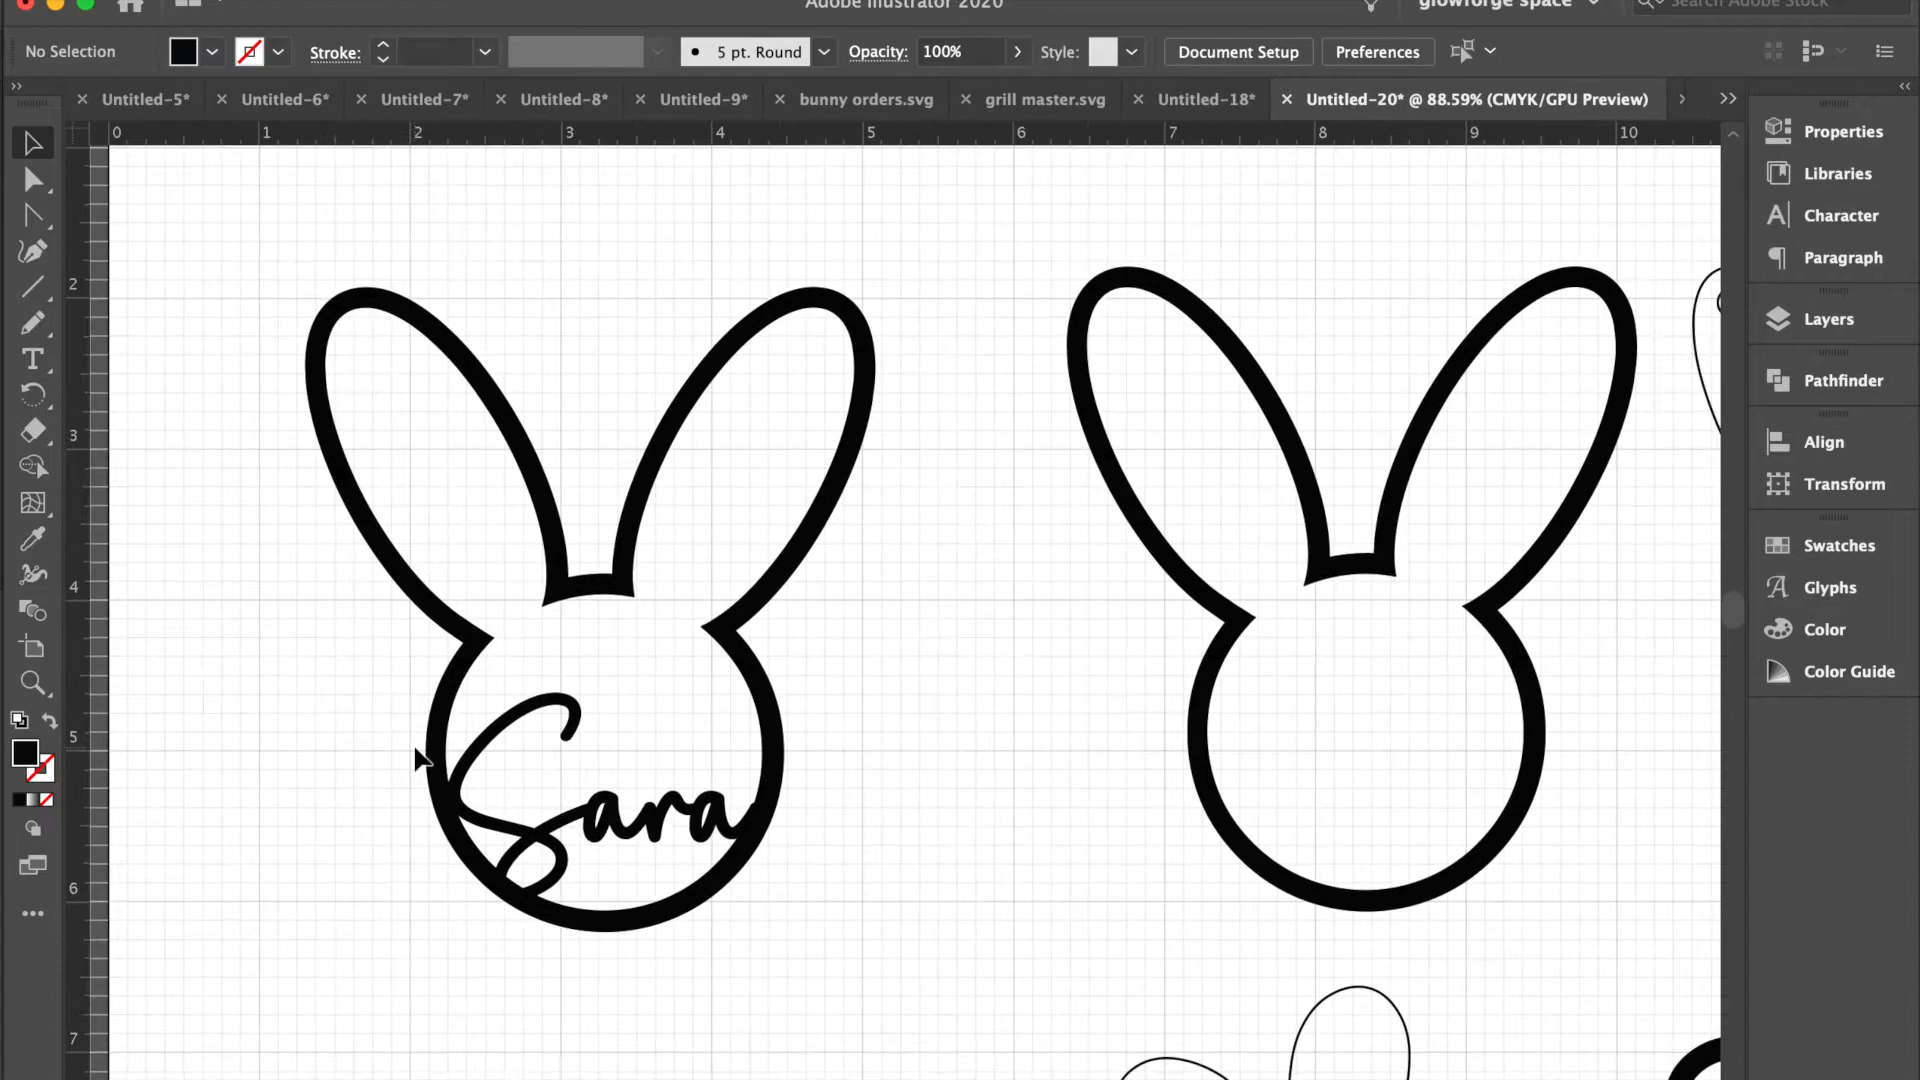 Adobe Illustrator 2020
glowforge space
Search Adobe Stock
No Selection
Stroke:
5 pt. Round
Opacity:
100%
Style:
Document Setup
Preferences
Untitled-5*
Untitled-6*
Untitled-7*
Untitled-8*
Untitled-9*
bunny orders.svg
grill master.svg
Untitled-18*
Untitled-20* @ 88.59% (CMYK/GPU Preview)
0 1 2 3 4 5 6 7 8 9 10
Properties
Libraries
Character
Paragraph
Layers
Pathfinder
Align
Transform
Swatches
Glyphs
Color
Color Guide
2
3
4
5
6
7
Sara